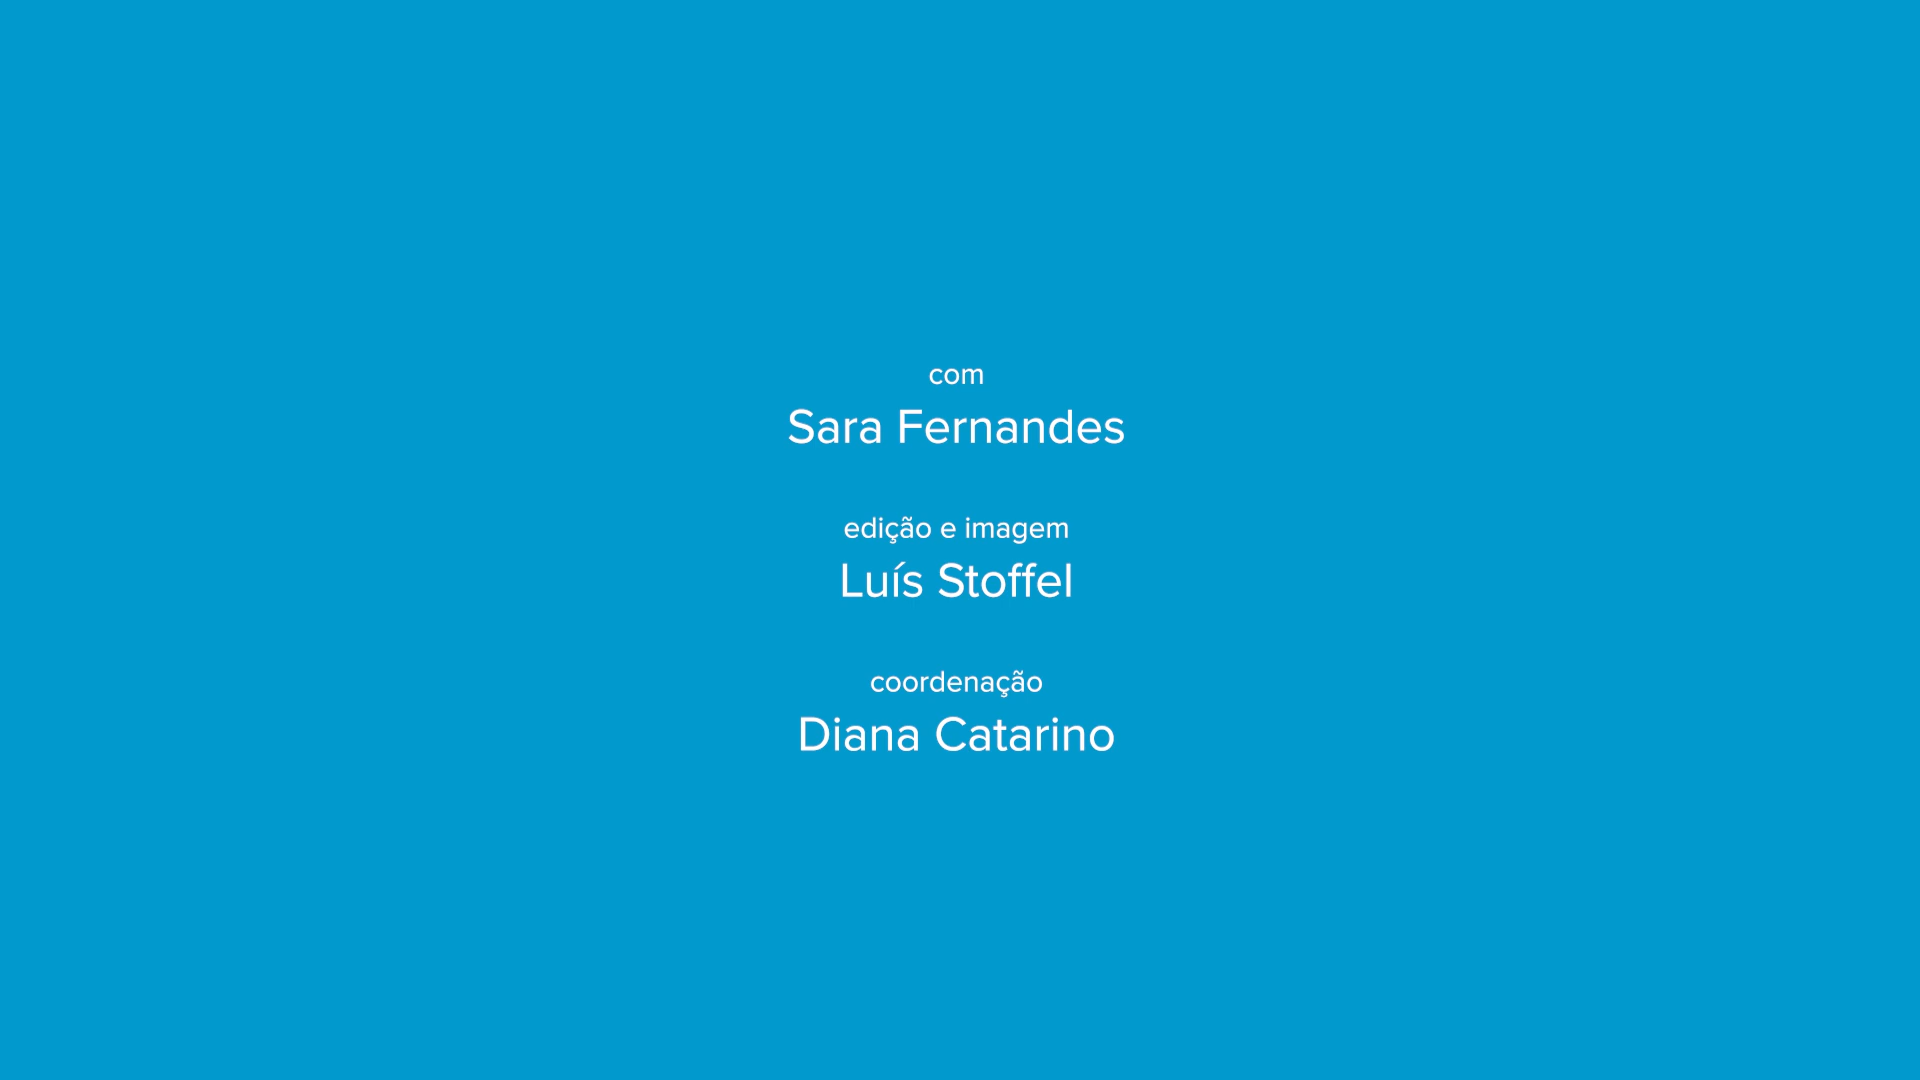 com
Sara Fernandes
edição e imagem
Luís Stoffel
coordenação
Diana Catarino